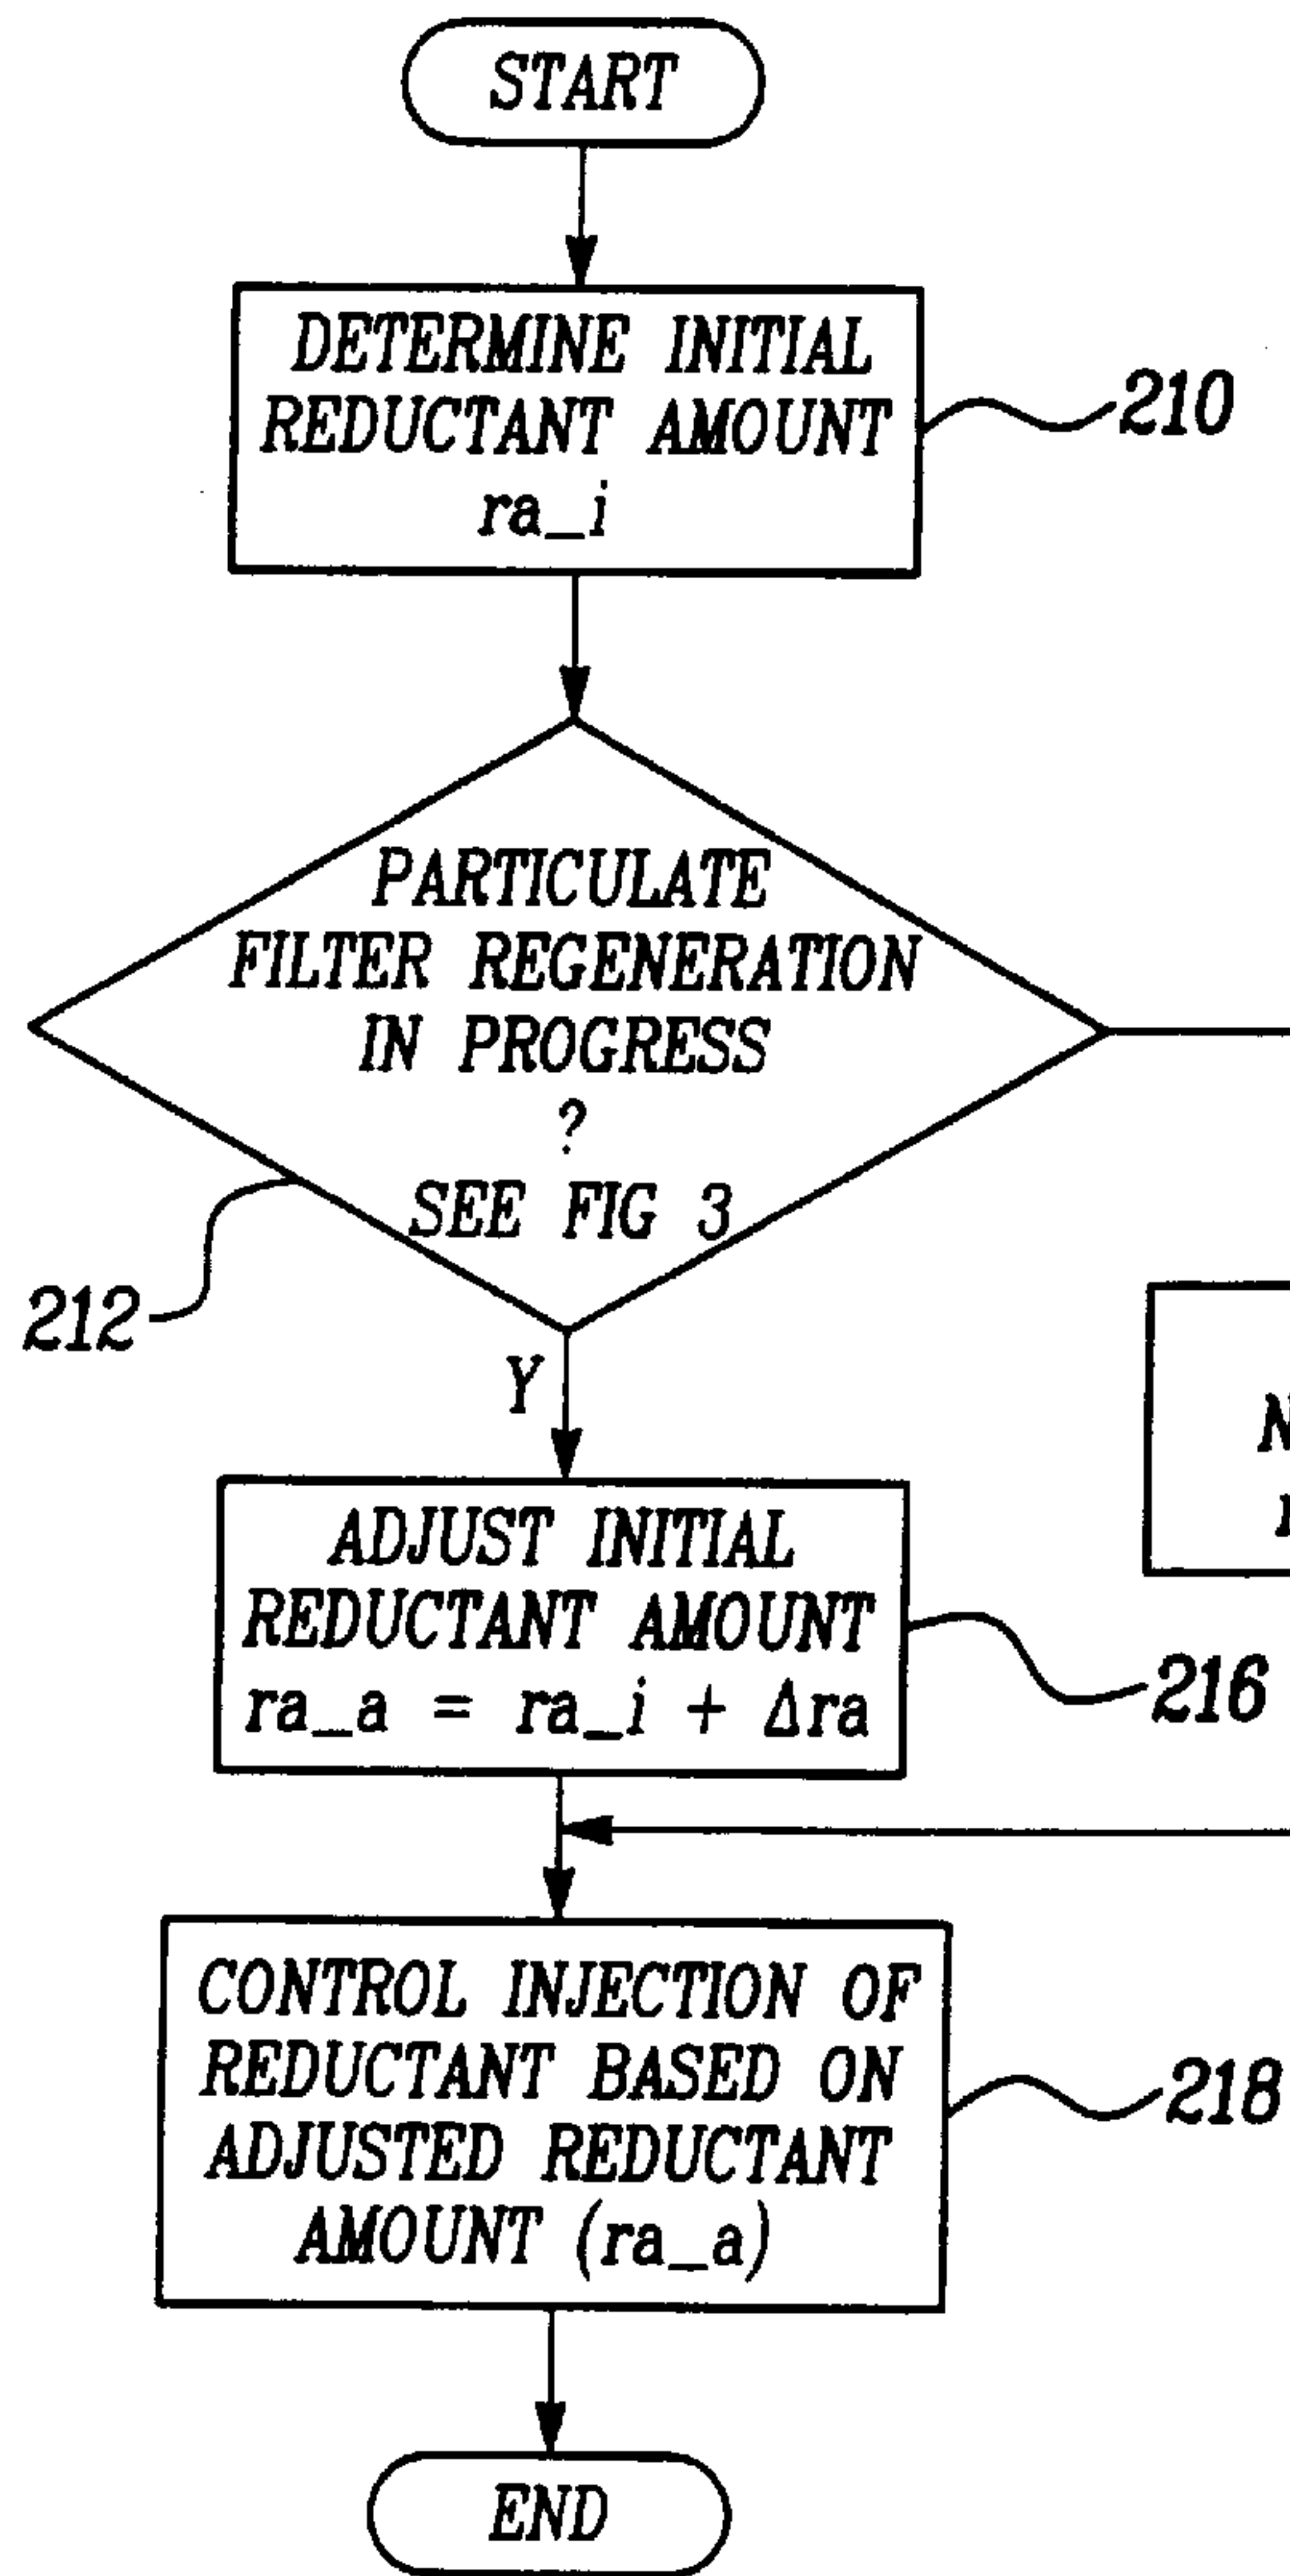 START
DETERMINE INITIAL
REDUCTANT AMOUNT
ra_i
210
PARTICULATE
FILTER REGENERATION
IN PROGRESS
?
SEE FIG 3
212
Y
ADJUST INITIAL
REDUCTANT AMOUNT
ra_a = ra_i + Δra
216
CONTROL INJECTION OF
REDUCTANT BASED ON
ADJUSTED REDUCTANT
AMOUNT (ra_a)
218
END